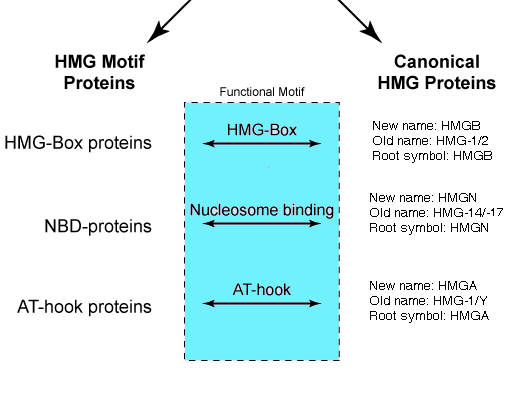 HMG Motif
Proteins
Canonical
HMG Proteins
Functional Motif
HMG-Box proteins
HMG-Box
New name: HMGB
Old name: HMG-1/2
Root symbol: HMGB
NBD-proteins
Nucleosome binding
New name: HMGN
Old name: HMG-14/-17
Root symbol: HMGN
AT-hook proteins
AT-hook
New name: HMGA
Old name: HMG-1/Y
Root symbol: HMGA